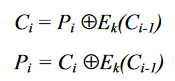 Cᵢ = Pᵢ ⊕Eₖ(Cᵢ₋₁)
Pᵢ = Cᵢ ⊕Eₖ(Cᵢ₋₁)